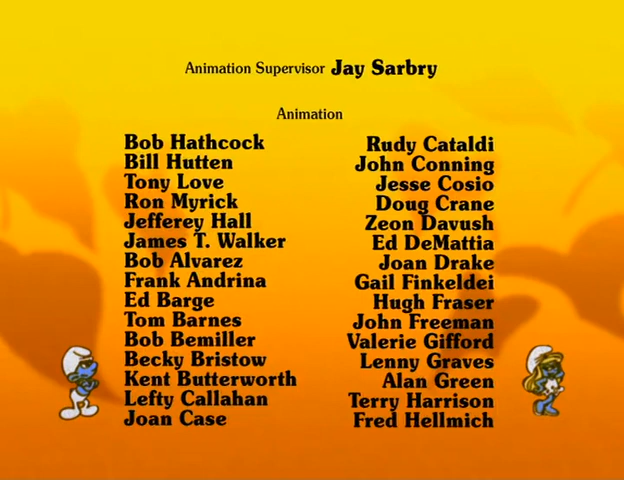 Animation Supervisor Jay Sarbry
Animation
Bob Hathcock
Bill Hutten
Tony Love
Ron Myrick
Jefferey Hall
James T. Walker
Bob Alvarez
Frank Andrina
Ed Barge
Tom Barnes
Bob Bemiller
Becky Bristow
Kent Butterworth
Lefty Callahan
Joan Case
Rudy Cataldi
John Conning
Jesse Cosio
Doug Crane
Zeon Davush
Ed DeMattia
Joan Drake
Gail Finkeldei
Hugh Fraser
John Freeman
Valerie Gifford
Lenny Graves
Alan Green
Terry Harrison
Fred Hellmich